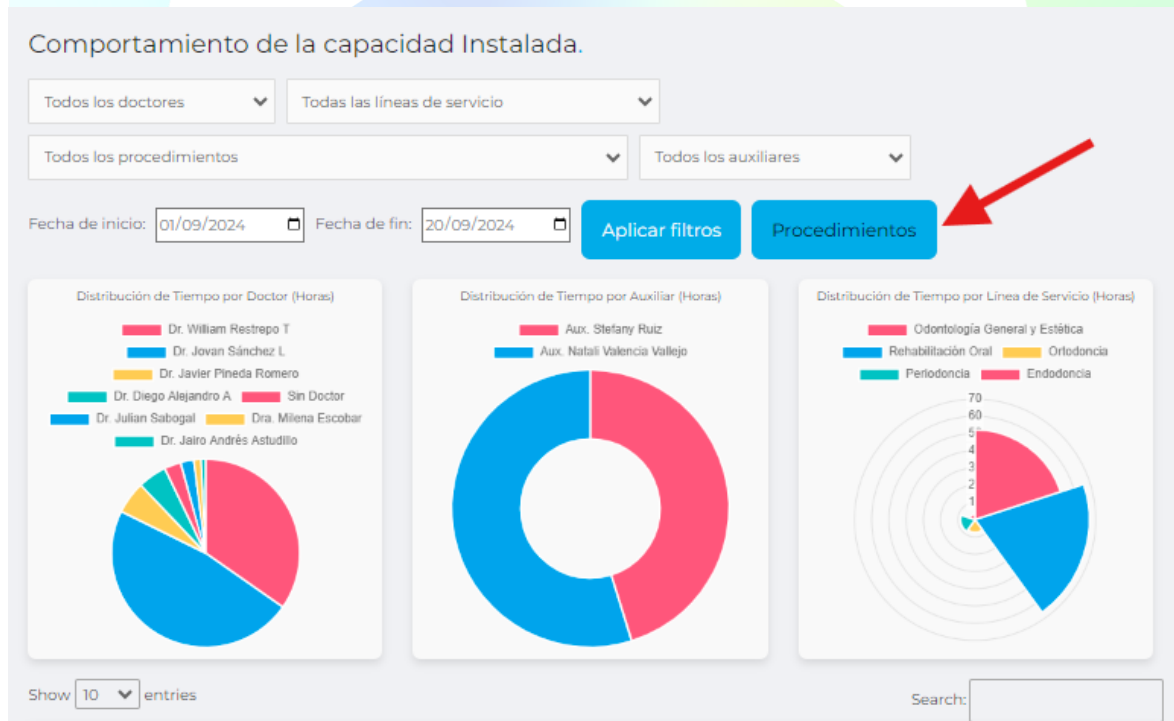 Comportamiento de la capacidad Instalada.
Todos los doctores
Todas las líneas de servicio
Todos los procedimientos
Todos los auxiliares
Fecha de inicio: 01/09/2024 Fecha de fin: 20/09/2024 Aplicar filtros Procedimientos
Distribución de Tiempo por Doctor (Horas)
Dr. William Restrepo T
Dr. Jovan Sánchez L
Dr. Javier Pineda Romero
Dr. Diego Alejandro A Sin Doctor
Dr. Julian Sabogal Dra. Milena Escobar
Dr. Jairo Andrés Astudillo
Distribución de Tiempo por Auxiliar (Horas)
Aux. Stefany Ruiz
Aux. Natali Valencia Vallejo
Distribución de Tiempo por Línea de Servicio (Horas)
Odontología General y Estética
Rehabilitación Oral Ortodoncia
Periodoncia Endodoncia
70
60
5
4
3
2
1
Show 10 entries
Search: